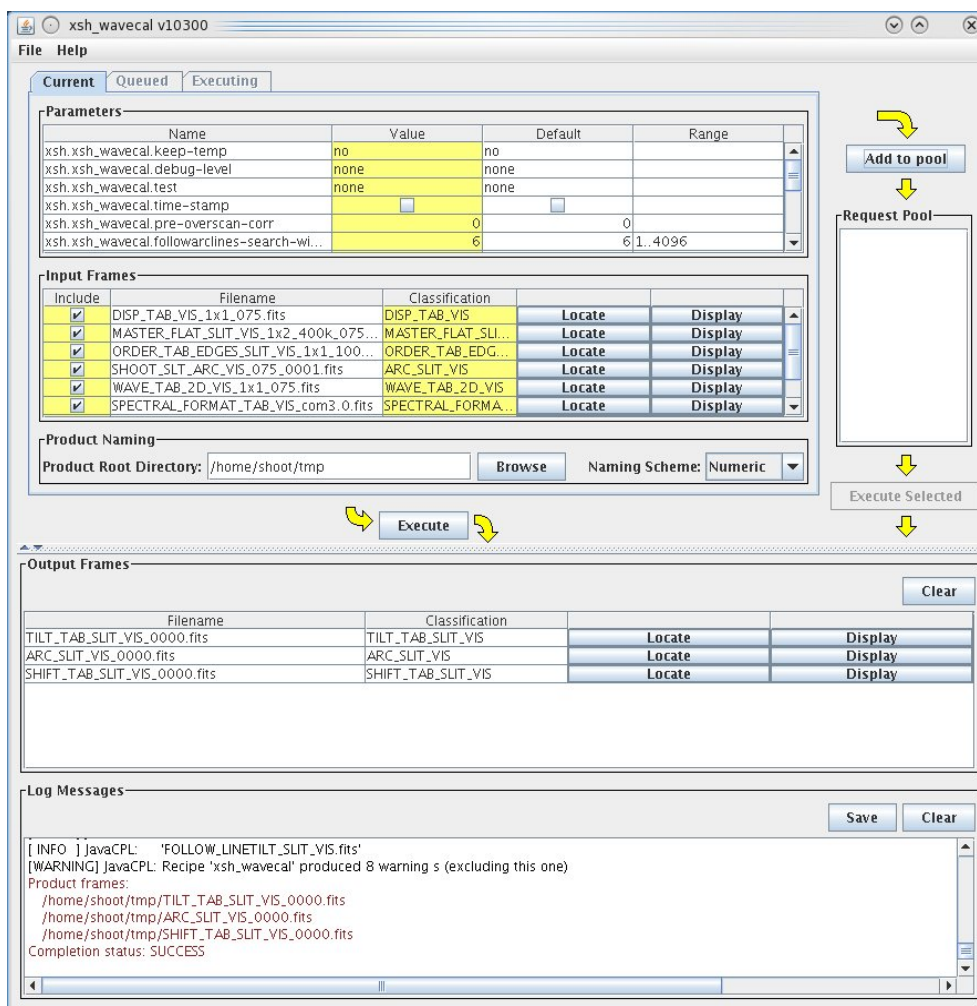 xsh_wavecal v10300
File Help
Current Queued Executing
Parameters
Name Value Default Range
xsh.xsh_wavecal.keep-temp no no
xsh.xsh_wavecal.debug-level none none
xsh.xsh_wavecal.test none none
xsh.xsh_wavecal.time-stamp
xsh.xsh_wavecal.pre-overscan-corr 0 0
xsh.xsh_wavecal.followarclines-search-wi... 6 6 1..4096
Add to pool
Request Pool
Input Frames
Include Filename Classification
DISP_TAB_VIS_1x1_075.fits DISP_TAB_VIS Locate Display
MASTER_FLAT_SLIT_VIS_1x2_400k_075... MASTER_FLAT_SLI... Locate Display
ORDER_TAB_EDGES_SLIT_VIS_1x1_100... ORDER_TAB_EDG... Locate Display
SHOOT_SLT_ARC_VIS_075_0001.fits ARC_SLIT_VIS Locate Display
WAVE_TAB_2D_VIS_1x1_075.fits WAVE_TAB_2D_VIS Locate Display
SPECTRAL_FORMAT_TAB_VIS_com3.0.fits SPECTRAL_FORMA... Locate Display
Product Naming
Product Root Directory: /home/shoot/tmp Browse Naming Scheme: Numeric
Execute Selected
Execute
Output Frames
Clear
Filename Classification
TILT_TAB_SLIT_VIS_0000.fits TILT_TAB_SLIT_VIS Locate Display
ARC_SLIT_VIS_0000.fits ARC_SLIT_VIS Locate Display
SHIFT_TAB_SLIT_VIS_0000.fits SHIFT_TAB_SLIT_VIS Locate Display
Log Messages
Save Clear
[ INFO ] JavaCPL: 'FOLLOW_LINETILT_SLIT_VIS.fits'
[WARNING] JavaCPL: Recipe 'xsh_wavecal' produced 8 warning s (excluding this one)
Product frames:
/home/shoot/tmp/TILT_TAB_SLIT_VIS_0000.fits
/home/shoot/tmp/ARC_SLIT_VIS_0000.fits
/home/shoot/tmp/SHIFT_TAB_SLIT_VIS_0000.fits
Completion status: SUCCESS